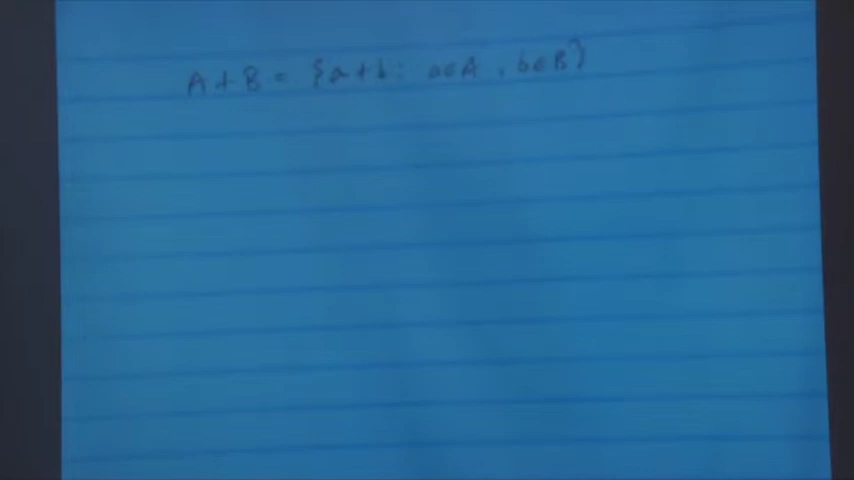 A + B = {a + b : a ∈ A , b ∈ B}